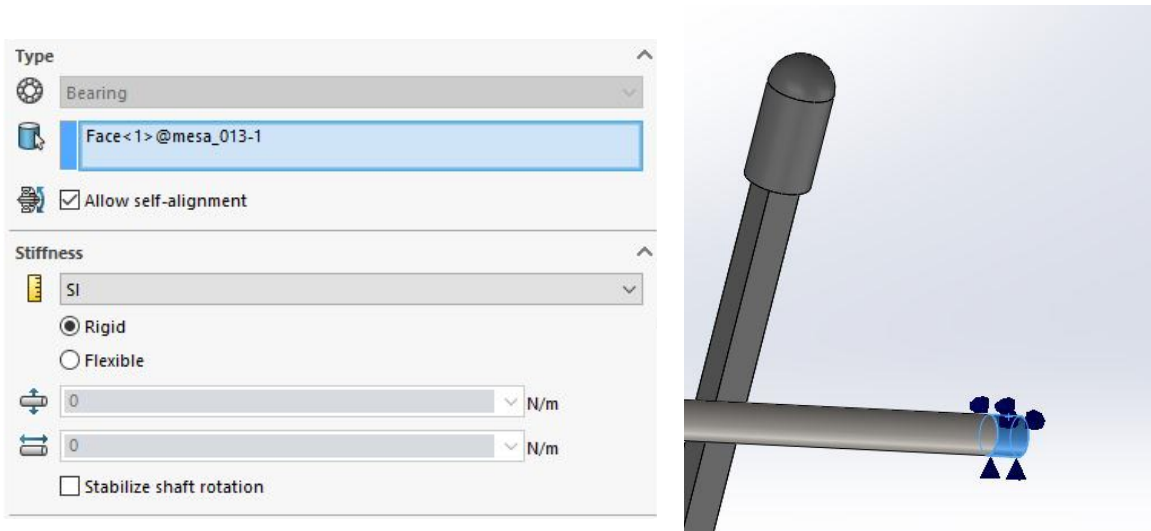 Type
Bearing
Face<1>@mesa_013-1
Allow self-alignment
Stiffness
SI
Rigid
Flexible
0 N/m
0 N/m
Stabilize shaft rotation